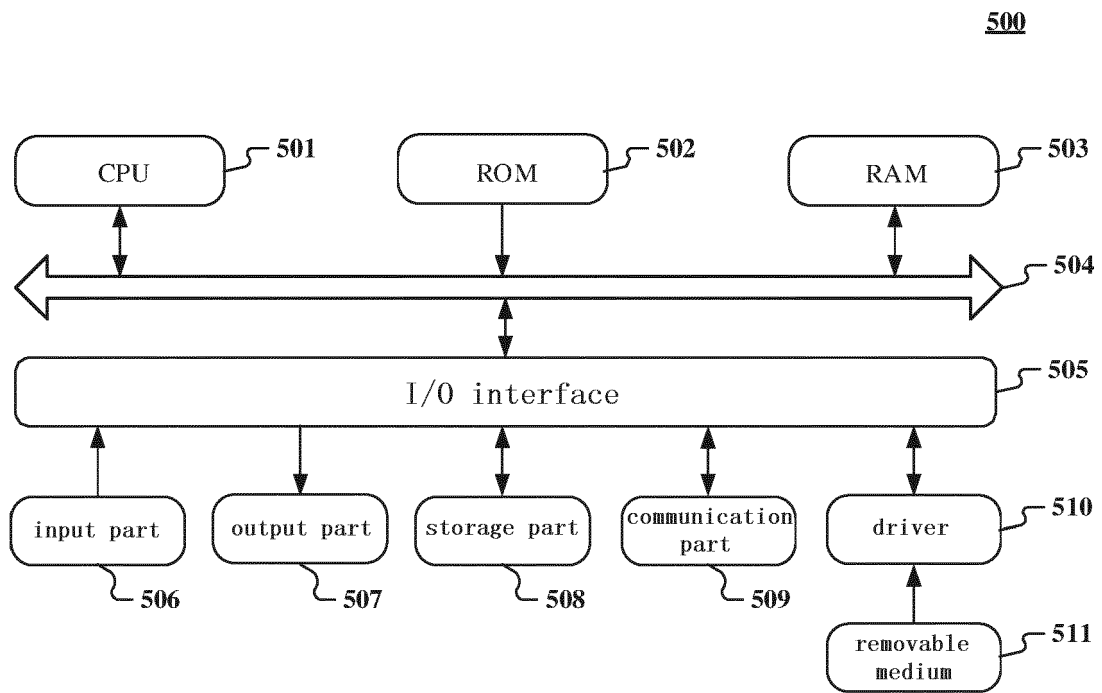 500
CPU
501
ROM
502
RAM
503
504
I/O interface
505
input part
output part
storage part
communication
part
driver
510
506
507
508
509
removable
medium
511